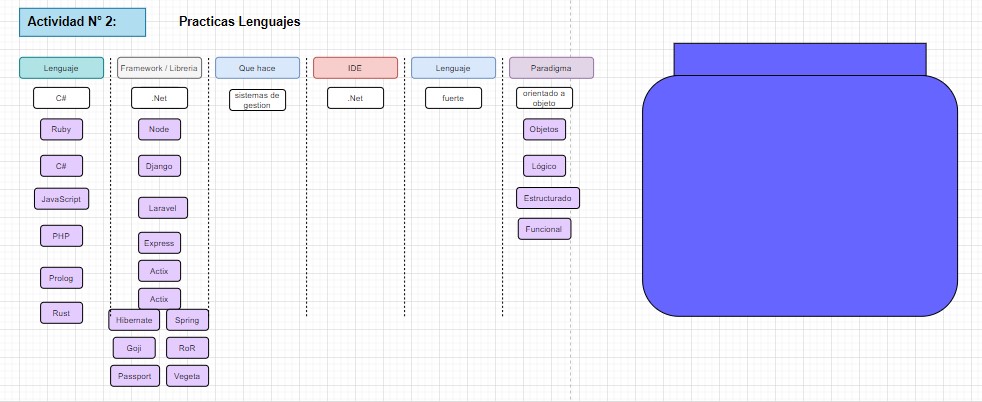 Actividad N° 2:
Practicas Lenguajes
Lenguaje
Framework / Libreria
Que hace
IDE
Lenguaje
Paradigma
C#
.Net
sistemas de
gestion
.Net
fuerte
orientado a
objeto
Ruby
Node
Objetos
C#
Django
Lógico
JavaScript
Laravel
Estructurado
PHP
Express
Funcional
Prolog
Actix
Rust
Actix
Hibernate
Spring
Goji
RoR
Passport
Vegeta